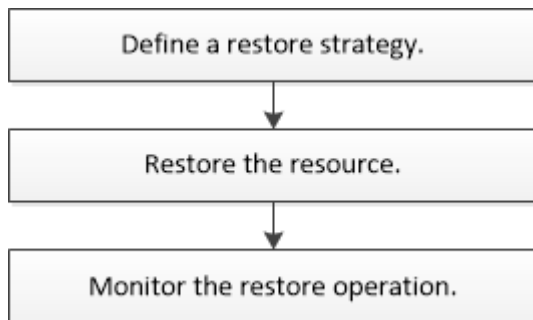 Define a restore strategy.
Restore the resource.
Monitor the restore operation.